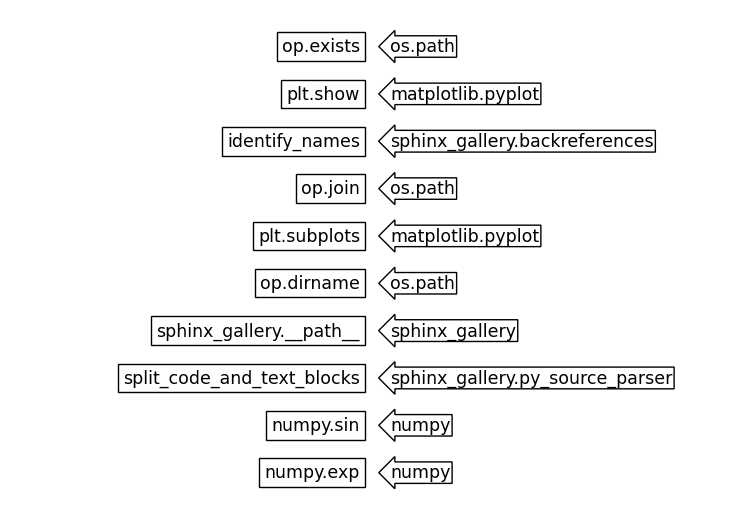 op.exists os.path
plt.show matplotlib.pyplot
identify_names sphinx_gallery.backreferences
op.join os.path
plt.subplots matplotlib.pyplot
op.dirname os.path
sphinx_gallery.__path__ sphinx_gallery
split_code_and_text_blocks sphinx_gallery.py_source_parser
numpy.sin numpy
numpy.exp numpy